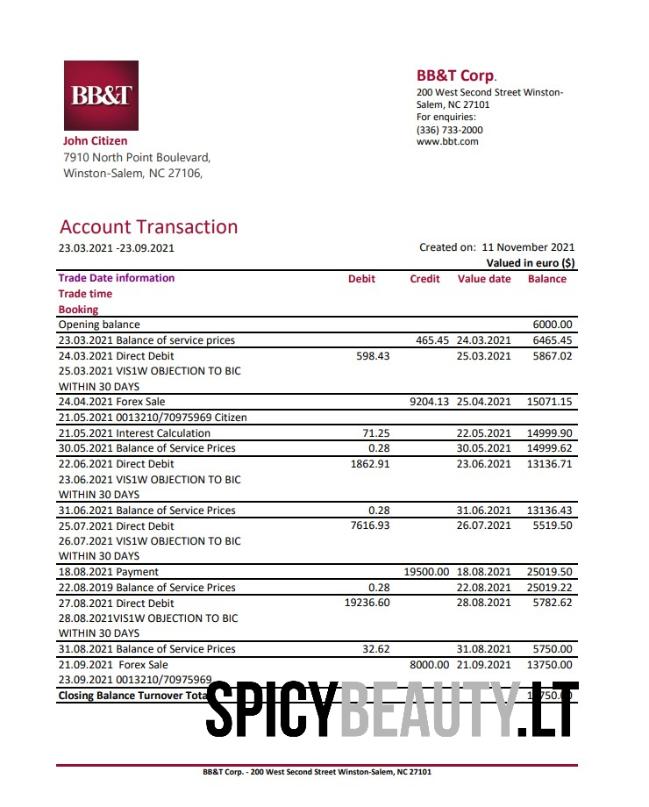 BB&T
BB&T Corp.
200 West Second Street Winston-
Salem, NC 27101
For enquiries:
(336) 733-2000
www.bbt.com
John Citizen
7910 North Point Boulevard,
Winston-Salem, NC 27106,
Account Transaction
23.03.2021 -23.09.2021
Created on: 11 November 2021
Valued in euro ($)
Trade Date information Debit Credit Value date Balance
Trade time
Booking
Opening balance 6000.00
23.03.2021 Balance of service prices 465.45 24.03.2021 6465.45
24.03.2021 Direct Debit 598.43 25.03.2021 5867.02
25.03.2021 VIS1W OBJECTION TO BIC
WITHIN 30 DAYS
24.04.2021 Forex Sale 9204.13 25.04.2021 15071.15
21.05.2021 0013210/70975969 Citizen
21.05.2021 Interest Calculation 71.25 22.05.2021 14999.90
30.05.2021 Balance of Service Prices 0.28 30.05.2021 14999.62
22.06.2021 Direct Debit 1862.91 23.06.2021 13136.71
23.06.2021 VIS1W OBJECTION TO BIC
WITHIN 30 DAYS
31.06.2021 Balance of Service Prices 0.28 31.06.2021 13136.43
25.07.2021 Direct Debit 7616.93 26.07.2021 5519.50
26.07.2021 VIS1W OBJECTION TO BIC
WITHIN 30 DAYS
18.08.2021 Payment 19500.00 18.08.2021 25019.50
22.08.2019 Balance of Service Prices 0.28 22.08.2021 25019.22
27.08.2021 Direct Debit 19236.60 28.08.2021 5782.62
28.08.2021VIS1W OBJECTION TO BIC
WITHIN 30 DAYS
31.08.2021 Balance of Service Prices 32.62 31.08.2021 5750.00
21.09.2021 Forex Sale 8000.00 21.09.2021 13750.00
23.09.2021 0013210/70975969
Closing Balance Turnover
SPICYBEAUTY.LT
BB&T Corp. - 200 West Second Street Winston-Salem, NC 27101